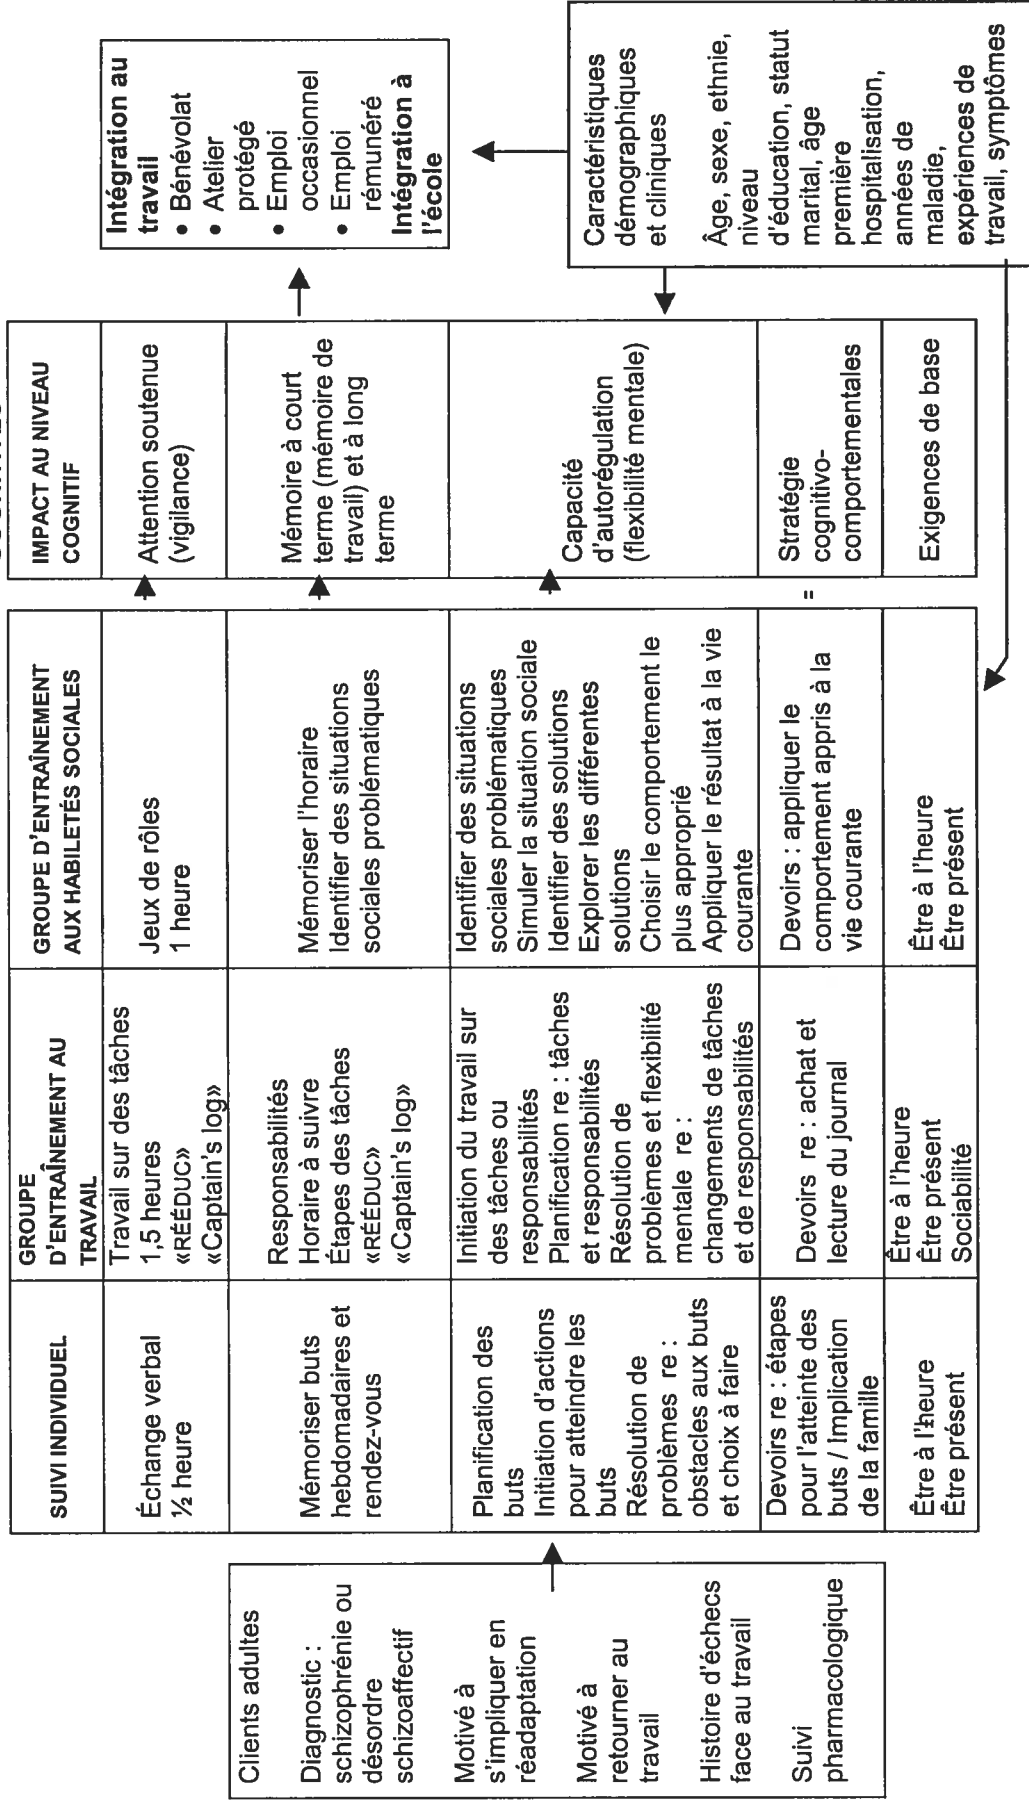 Clients adultes
Diagnostic :
schizophrénie ou
désordre
schizoaffectif
Motivé à
s'impliquer en
réadaptation
Motivé à
retourner au
travail
Histoire d'échecs
face au travail
Suivi
pharmacologique
SUIVI INDIVIDUEL
Échange verbal
½ heure
Mémoriser buts
hebdomadaires et
rendez-vous
Planification des
buts
Initiation d'actions
pour atteindre les
buts
Résolution de
problèmes re :
obstacles aux buts
et choix à faire
Devoirs re : étapes
pour l'atteinte des
buts / Implication
de la famille
Être à l'heure
Être présent
GROUPE
D'ENTRAÎNEMENT AU
TRAVAIL
Travail sur des tâches
1,5 heures
«RÉÉDUC»
«Captain's log»
Responsabilités
Horaire à suivre
Étapes des tâches
«RÉÉDUC»
«Captain's log»
Initiation du travail sur
des tâches ou
responsabilités
Planification re : tâches
et responsabilités
Résolution de
problèmes et flexibilité
mentale re :
changements de tâches
et de responsabilités
Devoirs re : achat et
lecture du journal
Être à l'heure
Être présent
Sociabilité
GROUPE D'ENTRAÎNEMENT
AUX HABILETÉS SOCIALES
Jeux de rôles
1 heure
Mémoriser l'horaire
Identifier des situations
sociales problématiques
Identifier des situations
sociales problématiques
Simuler la situation sociale
Identifier des solutions
Explorer les différentes
solutions
Choisir le comportement le
plus approprié
Appliquer le résultat à la vie
courante
Devoirs : appliquer le
comportement appris à la
vie courante
Être à l'heure
Être présent
=
IMPACT AU NIVEAU
COGNITIF
Attention soutenue
(vigilance)
Mémoire à court
terme (mémoire de
travail) et à long
terme
Capacité
d'autorégulation
(flexibilité mentale)
Stratégie
cognitivo-
comportementales
Exigences de base
Intégration au
travail
• Bénévolat
• Atelier
protégé
• Emploi
occasionnel
• Emploi
rémunéré
Intégration à
l'école
Caractéristiques
démographiques
et cliniques
Âge, sexe, ethnie,
niveau
d'éducation, statut
marital, âge
première
hospitalisation,
années de
maladie,
expériences de
travail, symptômes